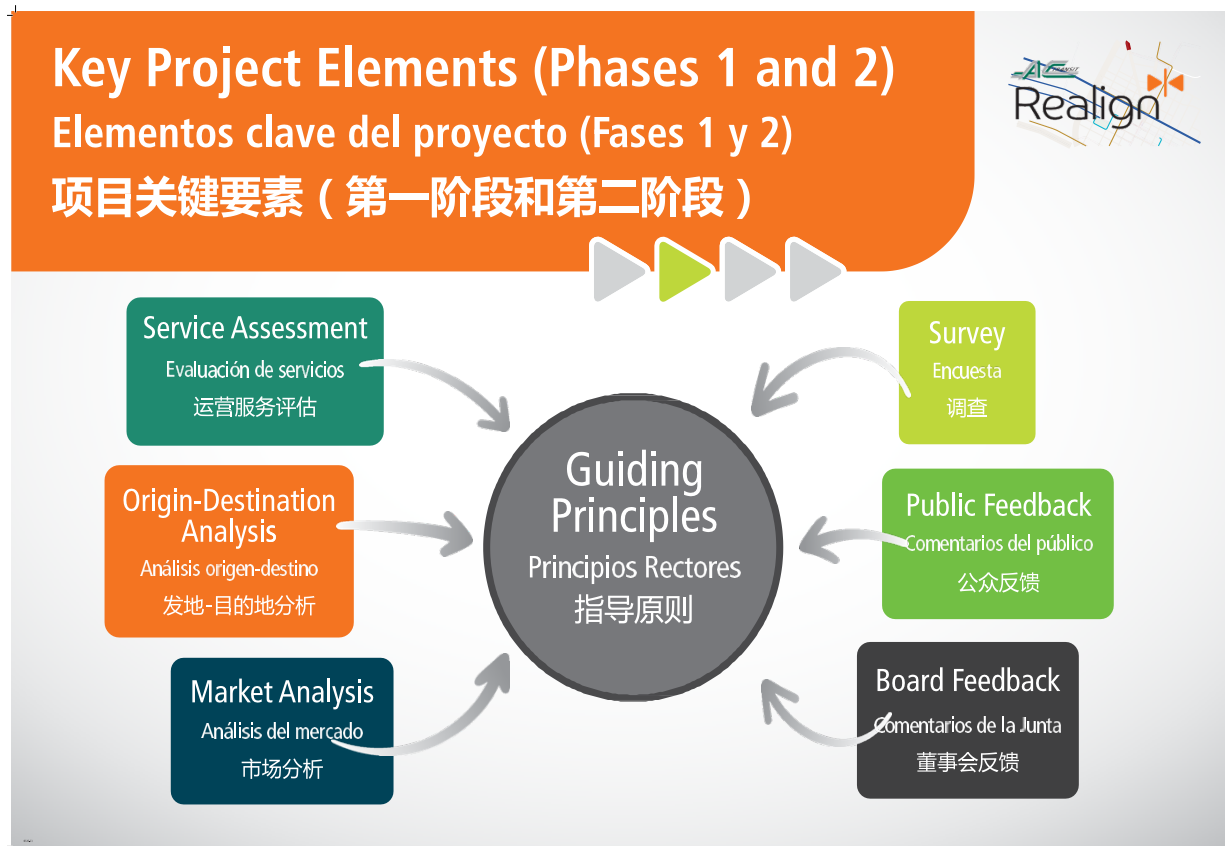 Key Project Elements (Phases 1 and 2)
Elementos clave del proyecto (Fases 1 y 2)
项目关键要素（第一阶段和第二阶段）
AC TRANSIT
Realign
Service Assessment
Evaluación de servicios
运营服务评估
Origin-Destination
Analysis
Análisis origen-destino
发地-目的地分析
Market Analysis
Análisis del mercado
市场分析
Guiding
Principles
Principios Rectores
指导原则
Survey
Encuesta
调查
Public Feedback
Comentarios del público
公众反馈
Board Feedback
Comentarios de la Junta
董事会反馈